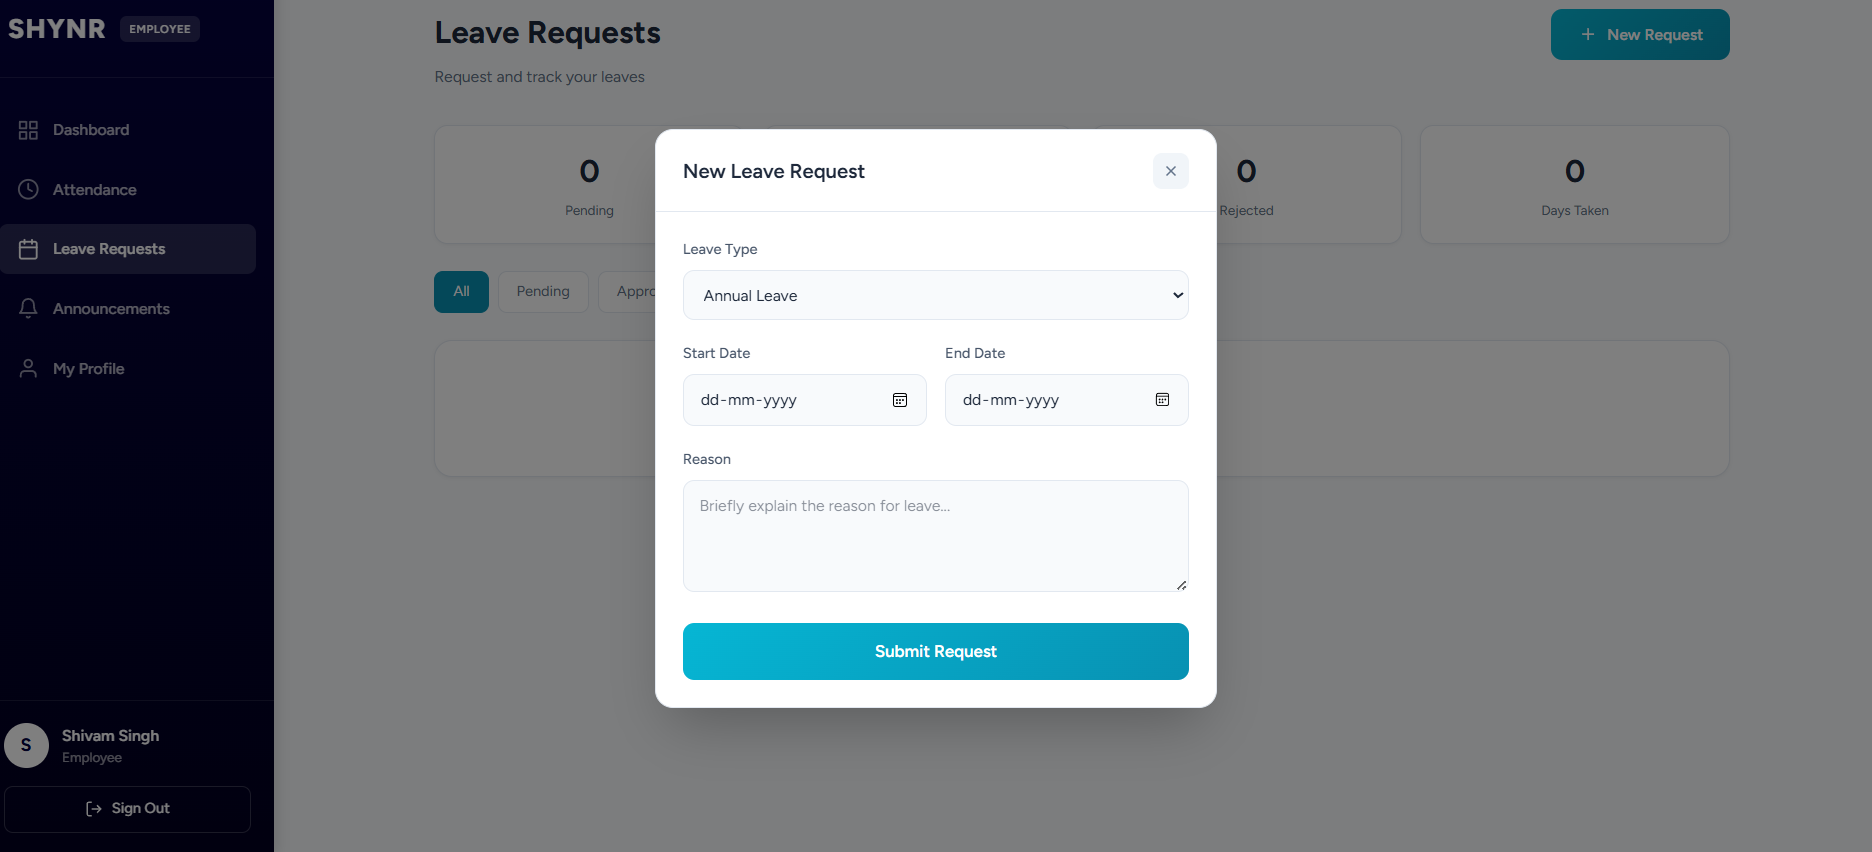 SHYNR
EMPLOYEE
Dashboard
Attendance
Leave Requests
Announcements
My Profile
S
Shivam Singh
Employee
Sign Out
Leave Requests
Request and track your leaves
New Request
0
Pending
0
Rejected
0
Days Taken
All
Pending
New Leave Request
Leave Type
Annual Leave
Start Date
End Date
dd-mm-yyyy
dd-mm-yyyy
Reason
Briefly explain the reason for leave...
Submit Request